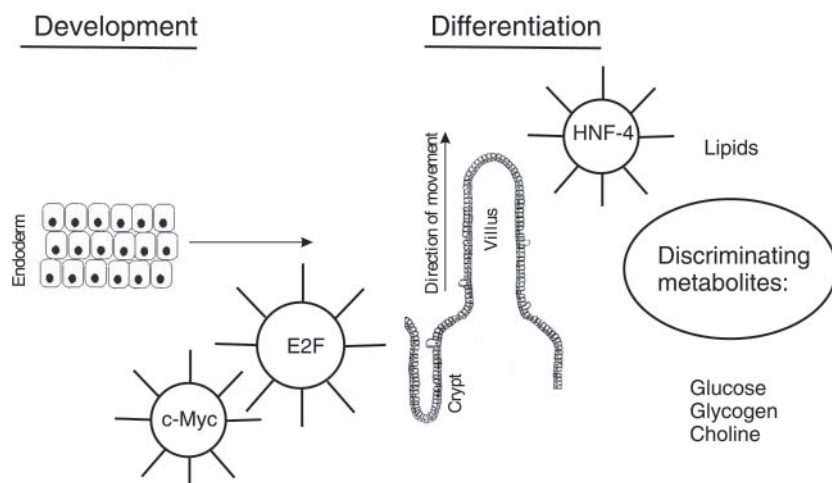 Development
Differentiation
HNF-4
Lipids
Direction of movement
Villus
Endoderm
Discriminating
metabolites:
E2F
Crypt
c-Myc
Glucose
Glycogen
Choline